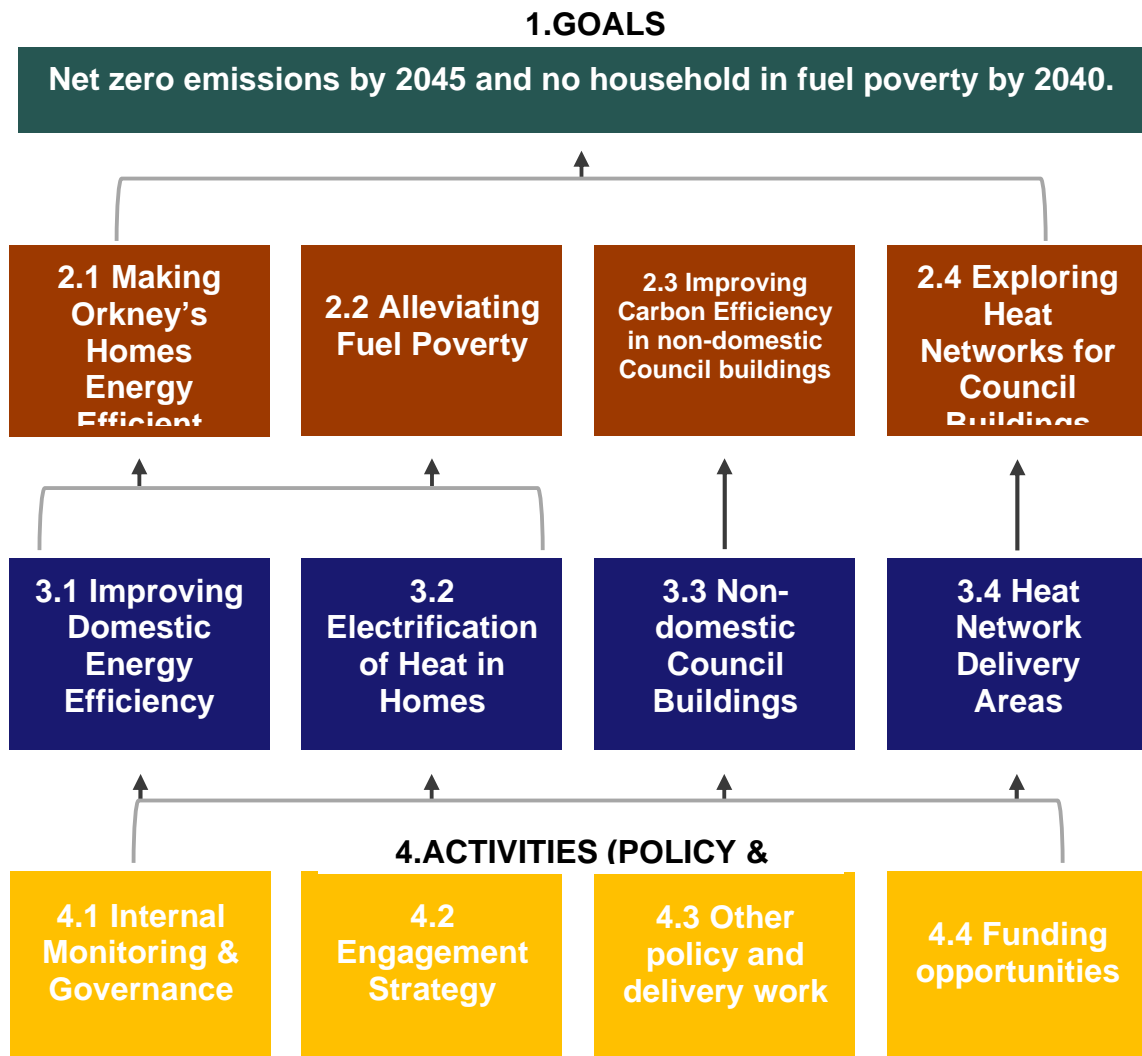 1.GOALS
Net zero emissions by 2045 and no household in fuel poverty by 2040.
2.1 Making
Orkney's
Homes
Energy
Efficient
2.2 Alleviating
Fuel Poverty
2.3 Improving
Carbon Efficiency
in non-domestic
Council buildings
2.4 Exploring
Heat
Networks for
Council
Buildings
3.1 Improving
Domestic
Energy
Efficiency
3.2
Electrification
of Heat in
Homes
3.3 Non-
domestic
Council
Buildings
3.4 Heat
Network
Delivery
Areas
4.ACTIVITIES (POLICY &
4.1 Internal
Monitoring &
Governance
4.2
Engagement
Strategy
4.3 Other
policy and
delivery work
4.4 Funding
opportunities